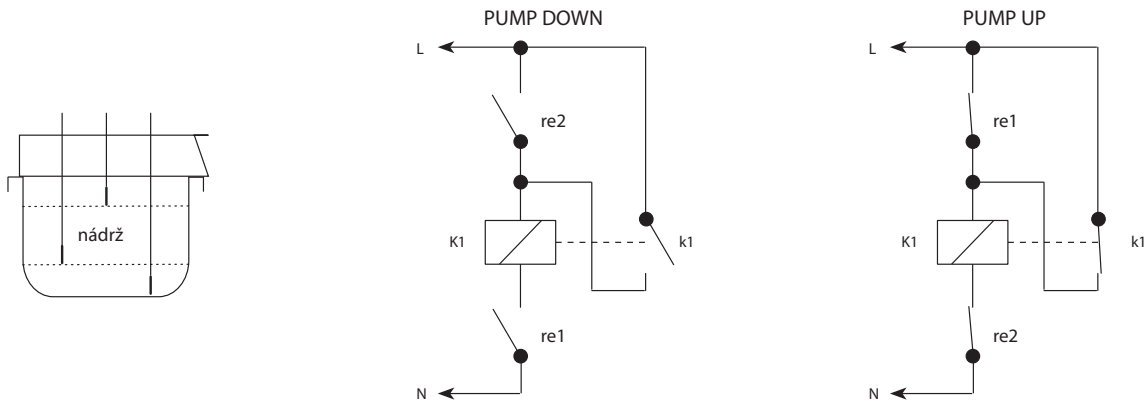 PUMP DOWN
L
re2
K1
k1
re1
N
PUMP UP
L
re1
K1
k1
re2
N
nádrž